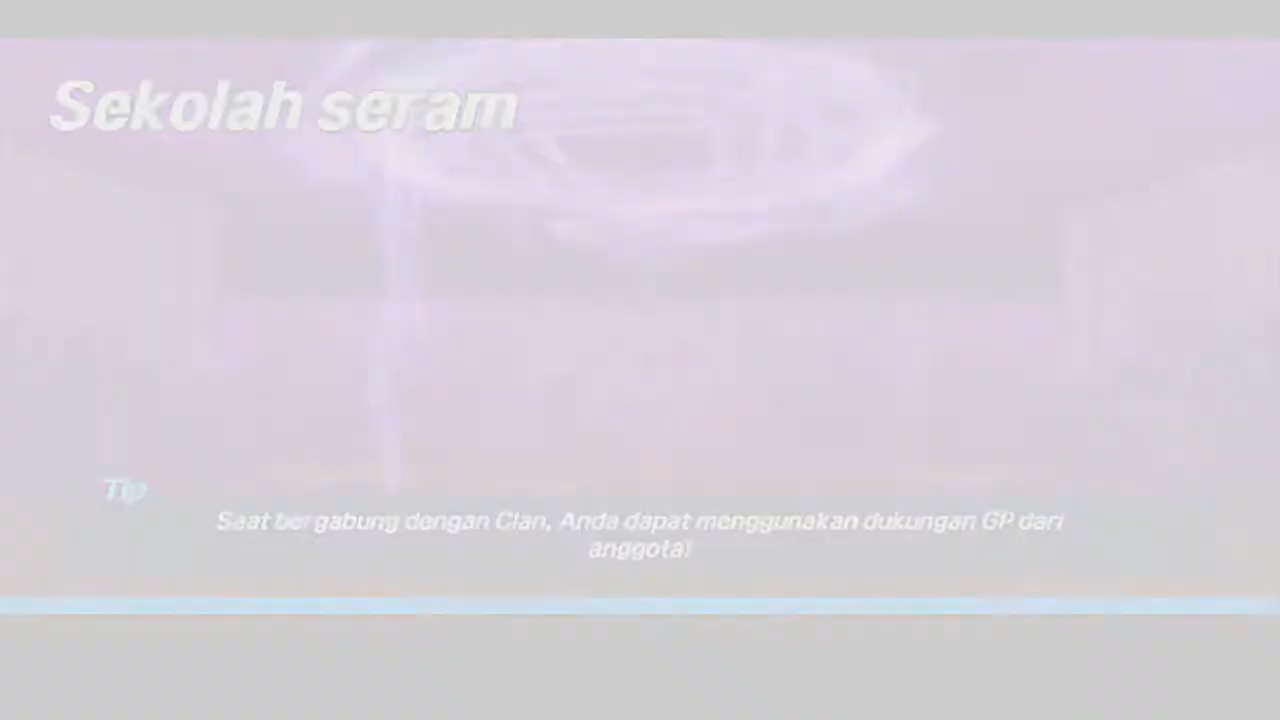 Sekolah seram
Tip
Saat bergabung dengan Clan, Anda dapat menggunakan dukungan GP dari
anggota!